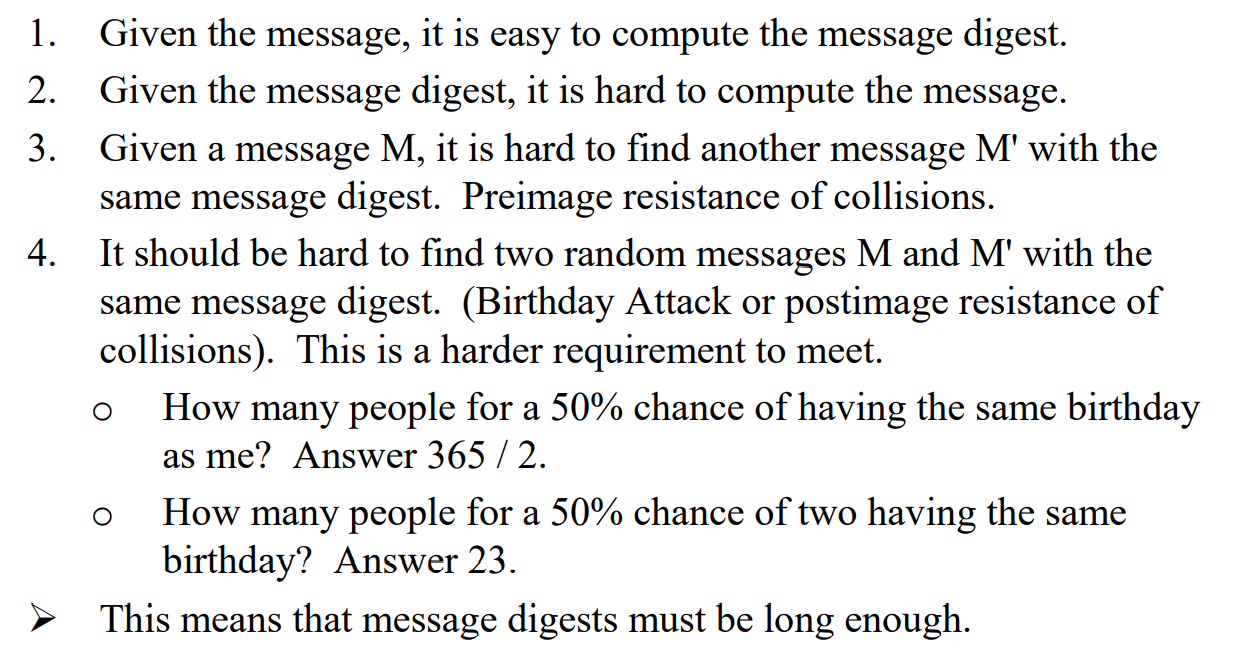 1. Given the message, it is easy to compute the message digest.
2. Given the message digest, it is hard to compute the message.
3. Given a message M, it is hard to find another message M' with the
same message digest.  Preimage resistance of collisions.
4. It should be hard to find two random messages M and M' with the
same message digest.  (Birthday Attack or postimage resistance of
collisions).  This is a harder requirement to meet.
o How many people for a 50% chance of having the same birthday
as me?  Answer 365 / 2.
o How many people for a 50% chance of two having the same
birthday?  Answer 23.
➢ This means that message digests must be long enough.